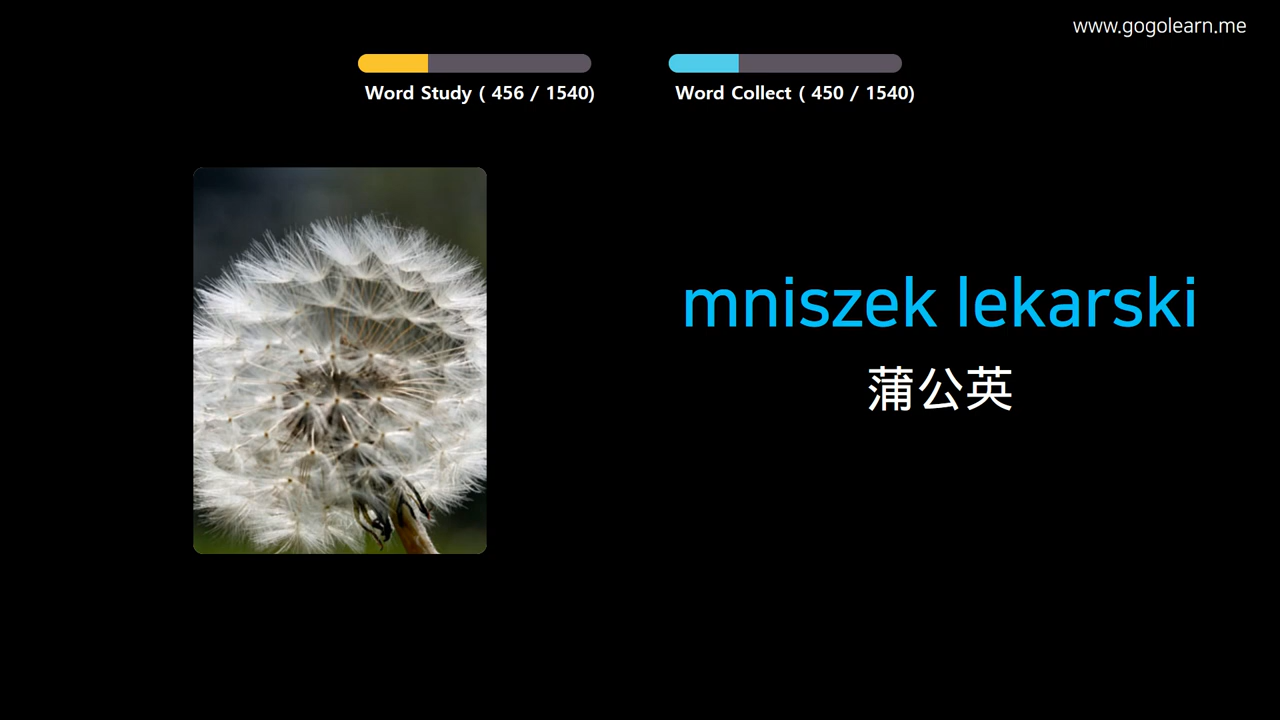 www.gogolearn.me
Word Study ( 456 / 1540)
Word Collect ( 450 / 1540)
mniszek lekarski
蒲公英